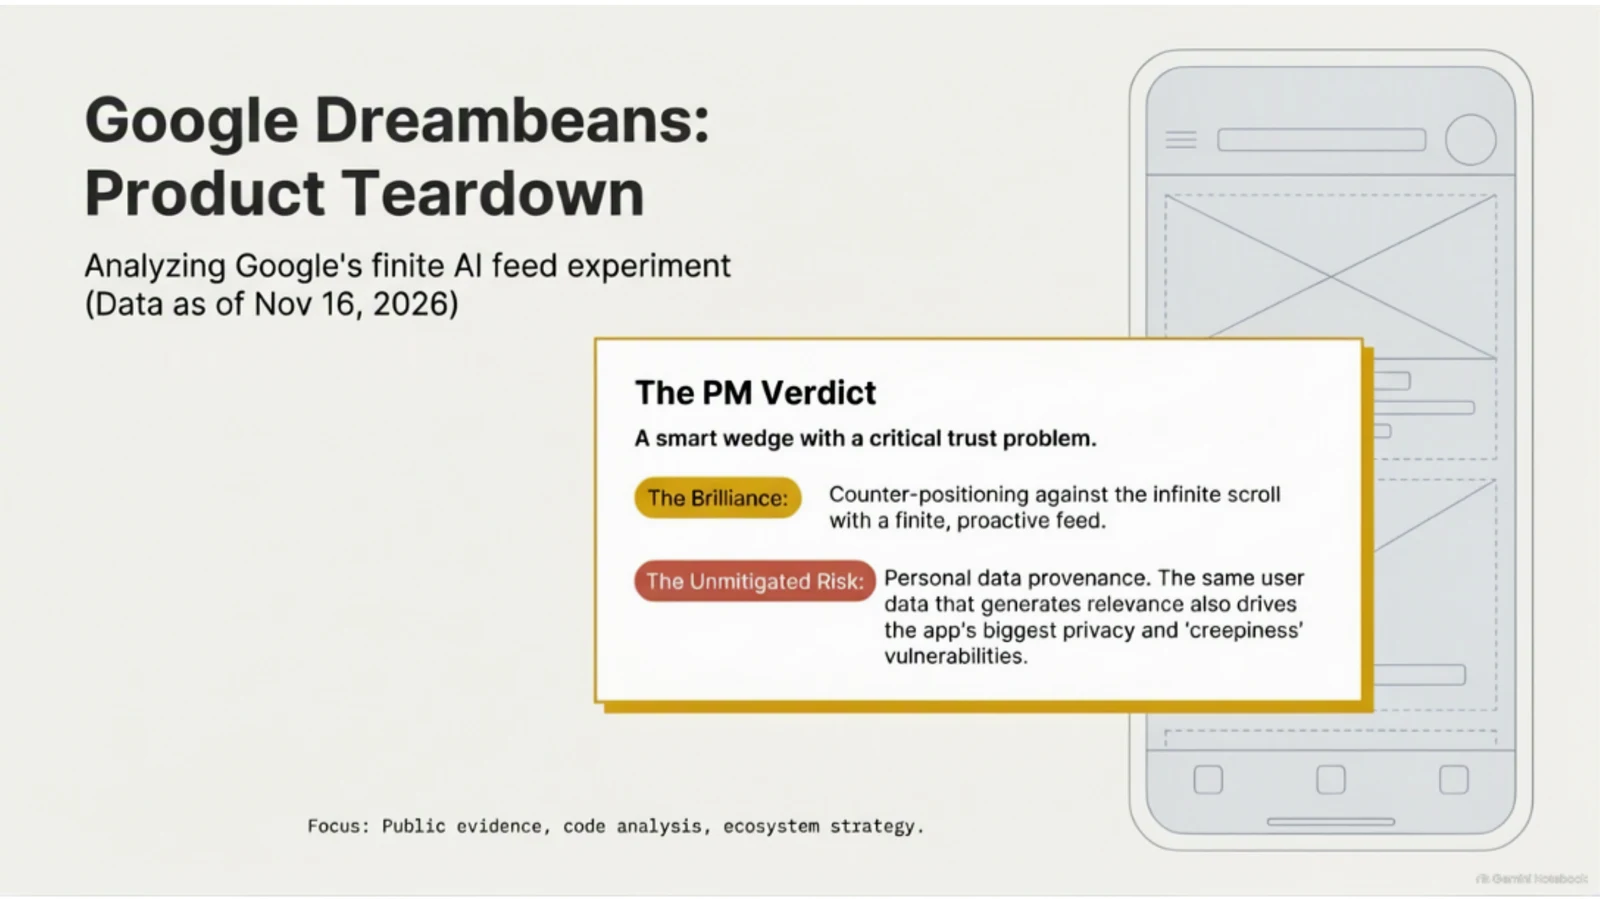 Google Dreambeans:
Product Teardown
Analyzing Google's finite AI feed experiment
(Data as of Nov 16, 2026)
The PM Verdict
A smart wedge with a critical trust problem.
The Brilliance:
Counter-positioning against the infinite scroll
with a finite, proactive feed.
The Unmitigated Risk:
Personal data provenance. The same user
data that generates relevance also drives
the app's biggest privacy and 'creepiness'
vulnerabilities.
Focus: Public evidence, code analysis, ecosystem strategy.
Gemini Notebook